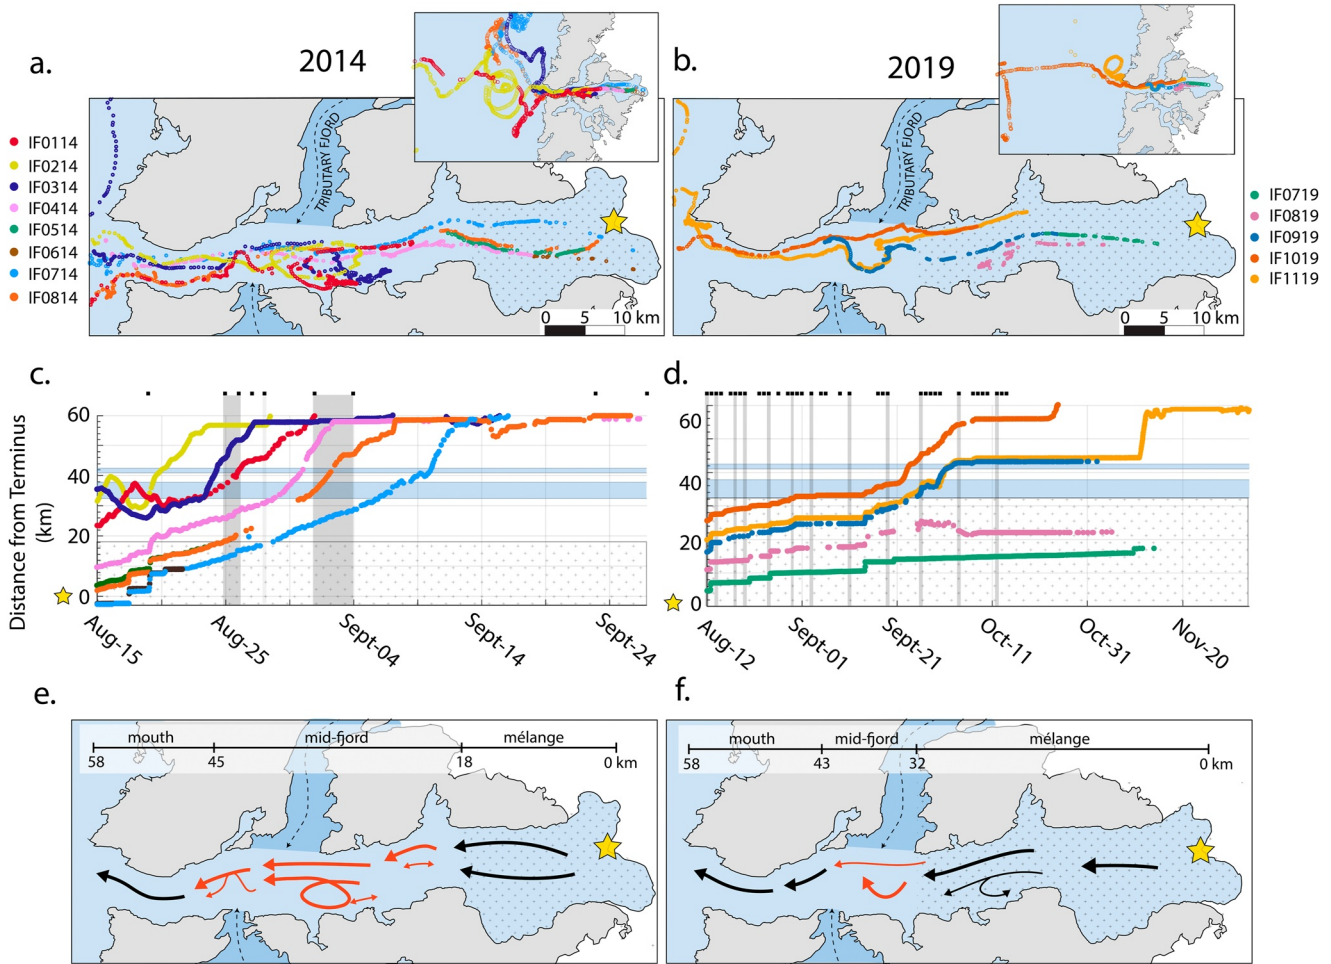 a.
2014
b.
2019
TRIBUTARY FJORD
TRIBUTARY FJORD
IF0114
IF0214
IF0314
IF0414
IF0514
IF0614
IF0714
IF0814
IF0719
IF0819
IF0919
IF1019
IF1119
0 5 10 km
0 5 10 km
c.
d.
Distance from Terminus
(km)
60
40
20
0
Aug-15
Aug-25
Sept-04
Sept-14
Sept-24
60
40
20
0
Aug-12
Sept-01
Sept-21
Oct-11
Oct-31
Nov-20
e.
f.
mouth mid-fjord mélange
58 45 18 0 km
mouth mid-fjord mélange
58 43 32 0 km